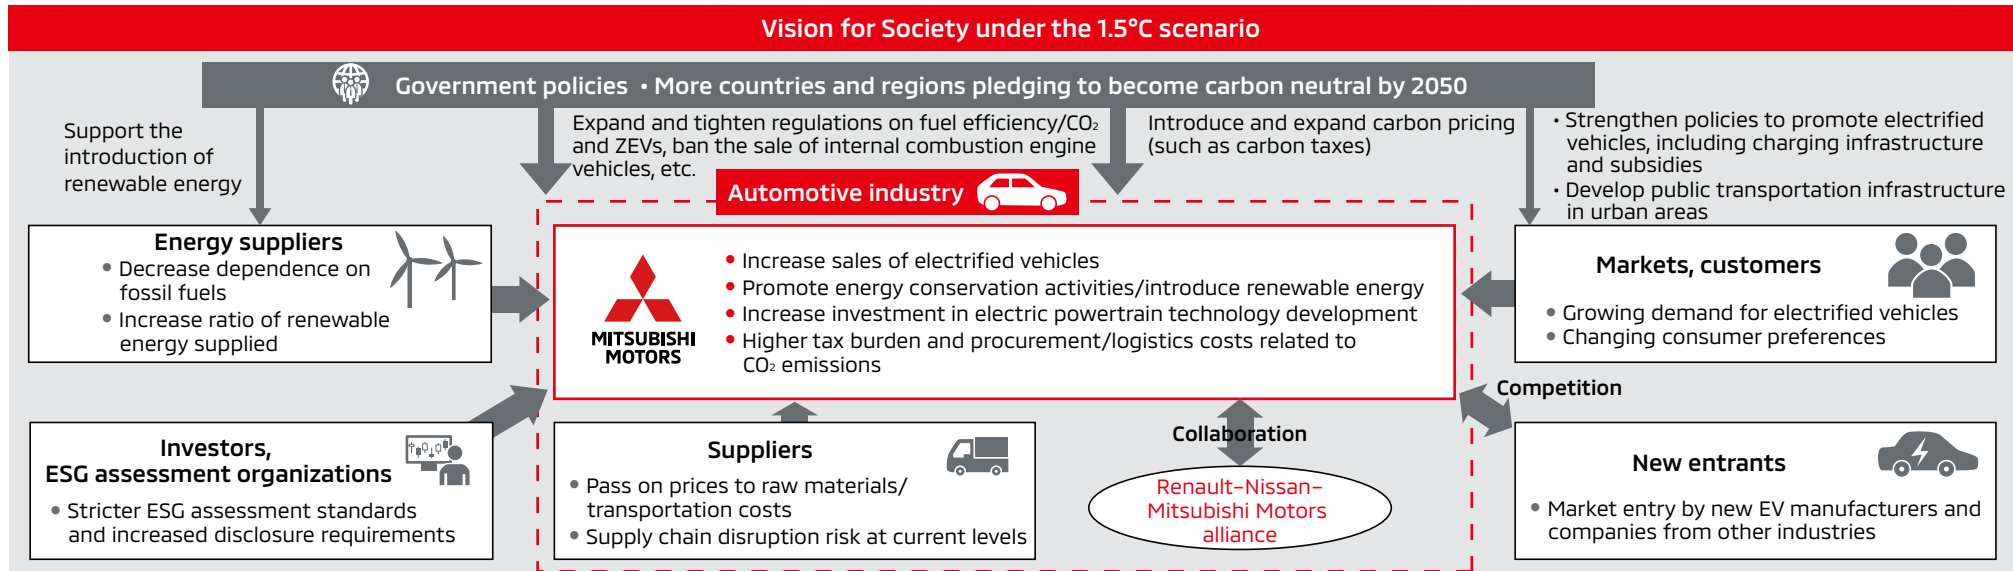 Vision for Society under the 1.5°C scenario
Government policies・More countries and regions pledging to become carbon neutral by 2050
Support the
introduction of
renewable energy
Expand and tighten regulations on fuel efficiency/CO₂
and ZEVs, ban the sale of internal combustion engine
vehicles, etc.
Introduce and expand carbon pricing
(such as carbon taxes)
・Strengthen policies to promote electrified
vehicles, including charging infrastructure
and subsidies
・Develop public transportation infrastructure
in urban areas
Automotive industry
Energy suppliers
● Decrease dependence on
fossil fuels
● Increase ratio of renewable
energy supplied
MITSUBISHI
MOTORS
● Increase sales of electrified vehicles
● Promote energy conservation activities/introduce renewable energy
● Increase investment in electric powertrain technology development
● Higher tax burden and procurement/logistics costs related to
CO₂ emissions
Markets, customers
● Growing demand for electrified vehicles
● Changing consumer preferences
Competition
Investors,
ESG assessment organizations
● Stricter ESG assessment standards
and increased disclosure requirements
Suppliers
● Pass on prices to raw materials/
transportation costs
● Supply chain disruption risk at current levels
Collaboration
Renault–Nissan–
Mitsubishi Motors
alliance
New entrants
● Market entry by new EV manufacturers and
companies from other industries